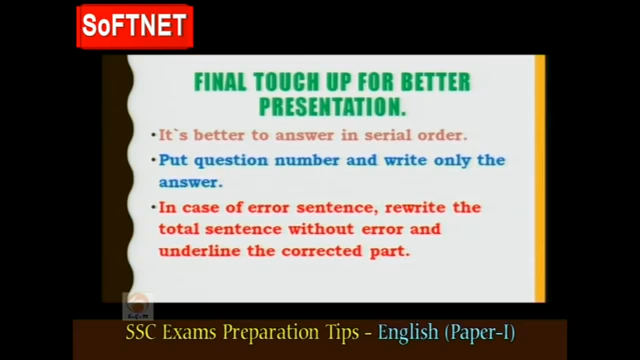 SoFTNET
FINAL TOUCH UP FOR BETTER
PRESENTATION.
•It`s better to answer in serial order.
•Put question number and write only the
answer.
•In case of error sentence, rewrite the
total sentence without error and
underline the corrected part.
SSC Exams Preparation Tips - English (Paper-I)